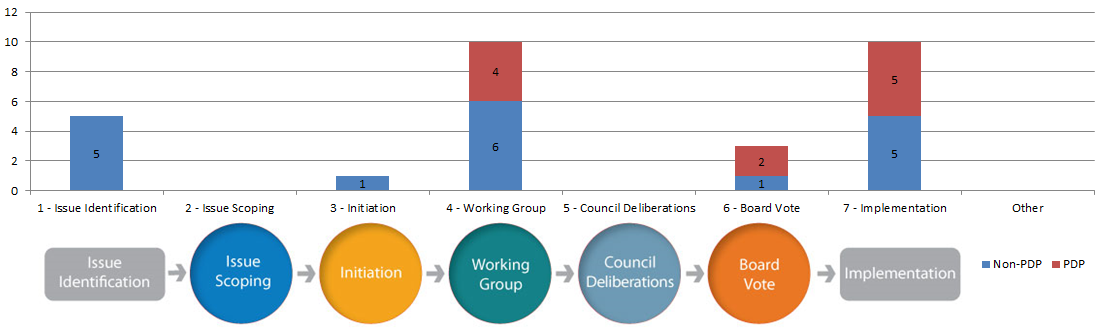 12
10
8
6
4
2
0
5
1
4
6
2
1
5
5
1 - Issue Identification
2 - Issue Scoping
3 - Initiation
4 - Working Group
5 - Council Deliberations
6 - Board Vote
7 - Implementation
Other
Issue
Identification
Issue
Scoping
Initiation
Working
Group
Council
Deliberations
Board
Vote
Implementation
Non-PDP
PDP